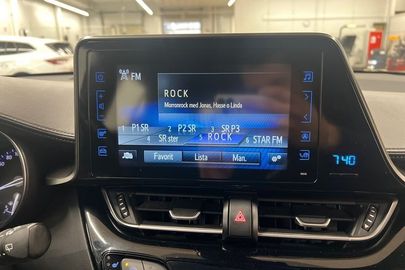 FM
ROCK
Morronrock med Jonas, Hasse o Linda
1 P1 SR 2 P2 SR 3 SR P3
4 SR ster 5 ROCK 6 STAR FM
Favorit Lista Man.
7:40